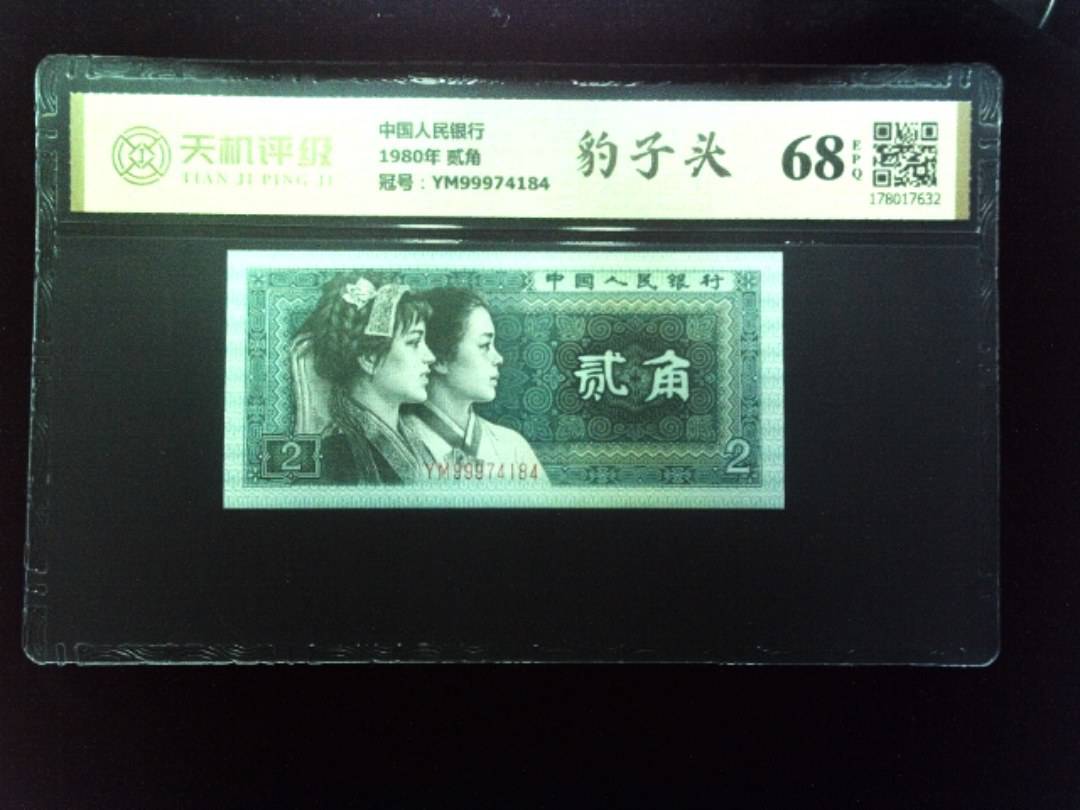 天机评级
TIAN JI PING JI
中国人民银行
1980年 贰角
冠号：YM99974184
豹子头
68
EPQ
178017632
中国人民银行
贰角
2
2
YM99974184